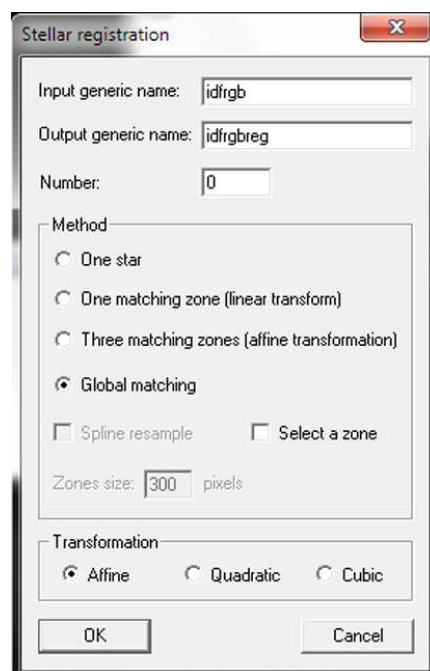 Stellar registration
Input generic name: idfrgb
Output generic name: idfrgbreg
Number: 0
Method
One star
One matching zone (linear transform)
Three matching zones (affine transformation)
Global matching
Spline resample Select a zone
Zones size: 300 pixels
Transformation
Affine Quadratic Cubic
OK Cancel